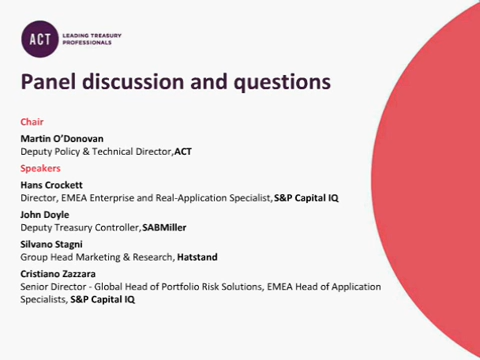 ACT
LEADING TREASURY
PROFESSIONALS
Panel discussion and questions
Chair
Martin O’Donovan
Deputy Policy & Technical Director, ACT
Speakers
Hans Crockett
Director, EMEA Enterprise and Real-Application Specialist, S&P Capital IQ
John Doyle
Deputy Treasury Controller, SABMiller
Silvano Stagni
Group Head Marketing & Research, Hatstand
Cristiano Zazzara
Senior Director - Global Head of Portfolio Risk Solutions, EMEA Head of Application
Specialists, S&P Capital IQ